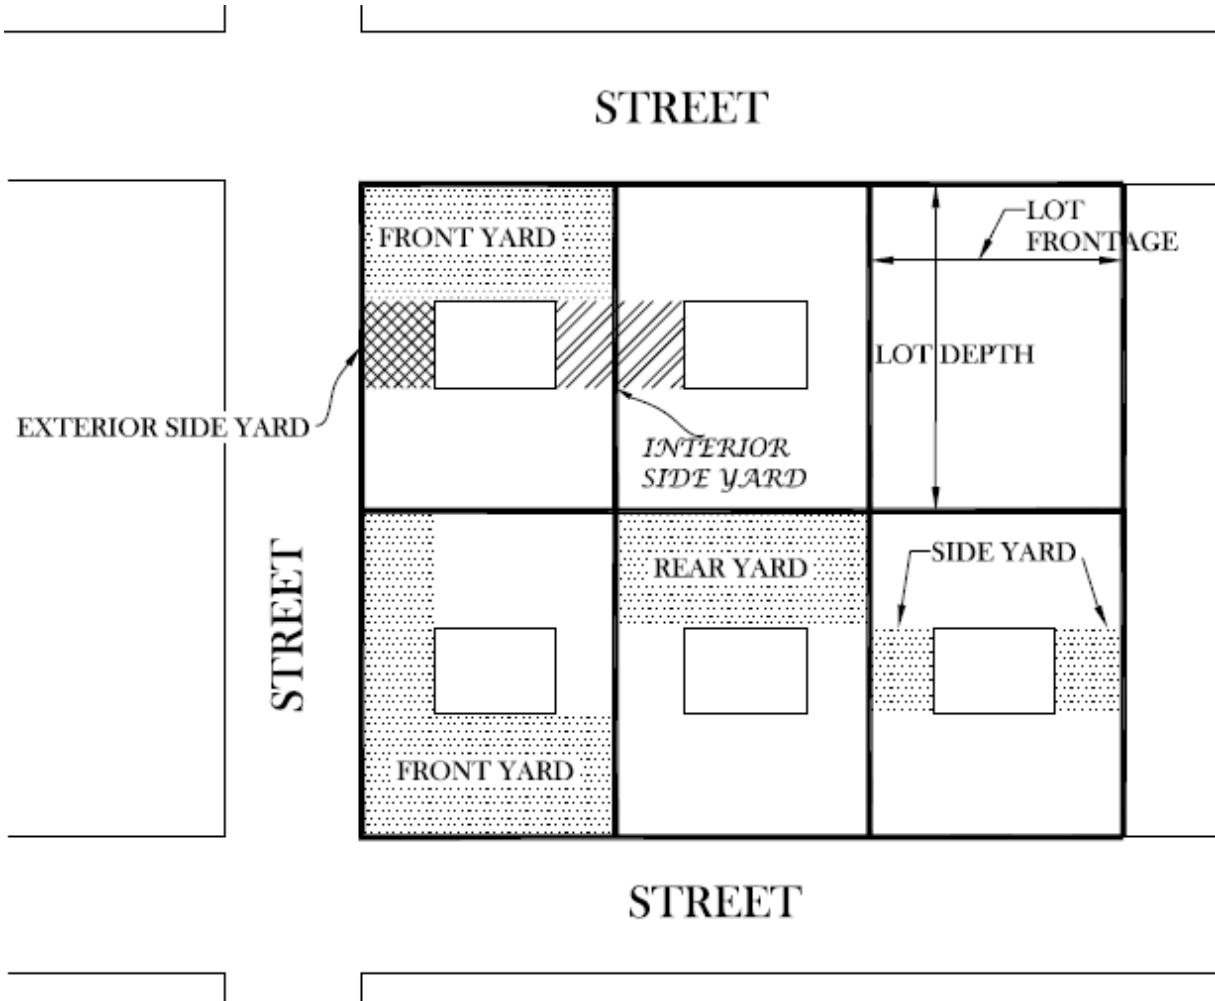 STREET
LOT
FRONTAGE
FRONT YARD
LOT DEPTH
EXTERIOR SIDE YARD
INTERIOR
SIDE YARD
STREET
REAR YARD
SIDE YARD
FRONT YARD
STREET